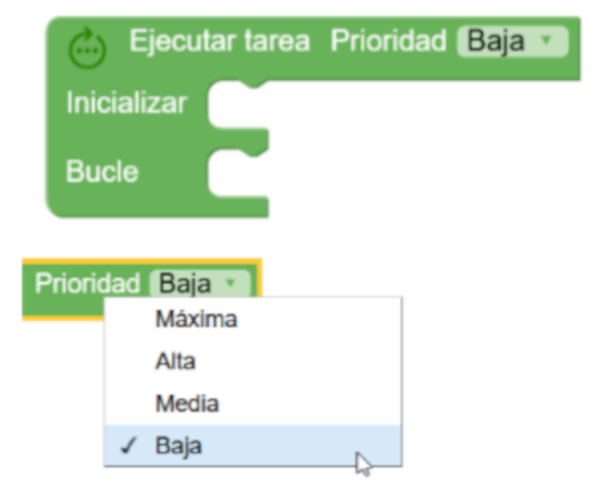 Ejecutar tarea Prioridad Baja
Inicializar
Bucle
Prioridad Baja
Máxima
Alta
Media
✓ Baja